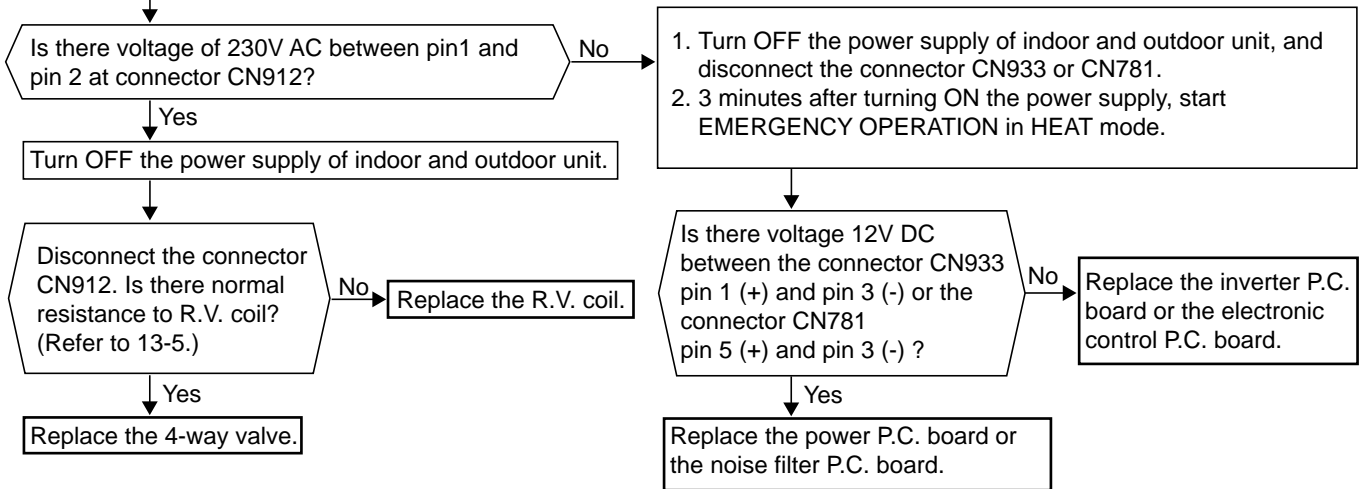 Is there voltage of 230V AC between pin1 and
pin 2 at connector CN912?
No
1. Turn OFF the power supply of indoor and outdoor unit, and
disconnect the connector CN933 or CN781.
2. 3 minutes after turning ON the power supply, start
EMERGENCY OPERATION in HEAT mode.
Yes
Turn OFF the power supply of indoor and outdoor unit.
Disconnect the connector
CN912. Is there normal
resistance to R.V. coil?
(Refer to 13-5.)
No
Replace the R.V. coil.
Yes
Replace the 4-way valve.
Is there voltage 12V DC
between the connector CN933
pin 1 (+) and pin 3 (-) or the
connector CN781
pin 5 (+) and pin 3 (-) ?
No
Replace the inverter P.C.
board or the electronic
control P.C. board.
Yes
Replace the power P.C. board or
the noise filter P.C. board.